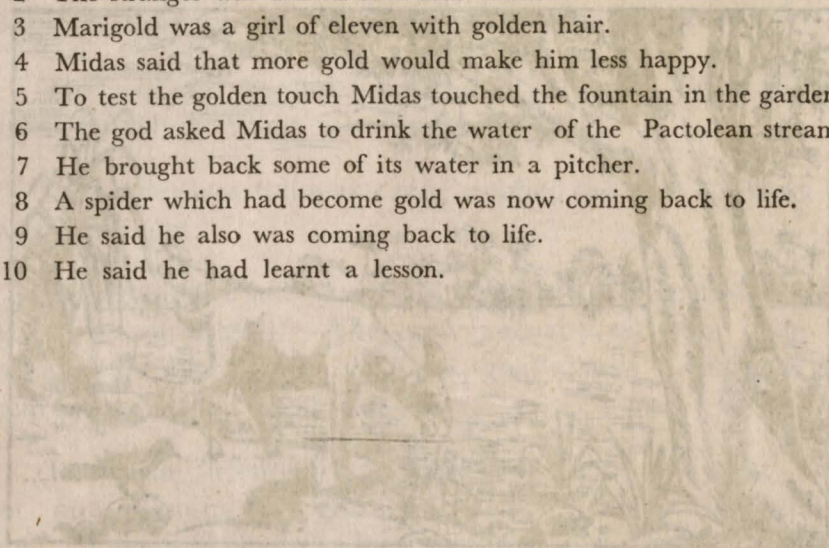 3 Marigold was a girl of eleven with golden hair.
4 Midas said that more gold would make him less happy.
5 To test the golden touch Midas touched the fountain in the garden
6 The god asked Midas to drink the water of the Pactolean stream
7 He brought back some of its water in a pitcher.
8 A spider which had become gold was now coming back to life.
9 He said he also was coming back to life.
10 He said he had learnt a lesson.